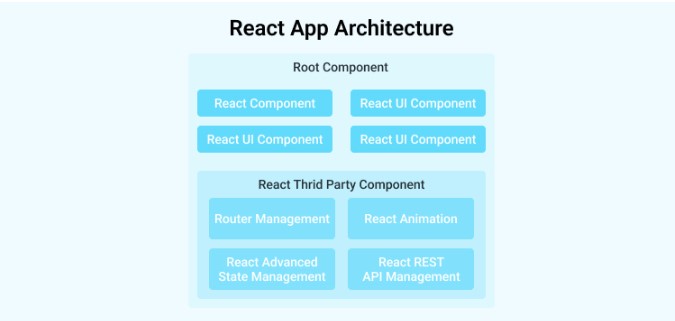 React App Architecture
Root Component
React Component
React UI Component
React UI Component
React UI Component
React Thrid Party Component
Router Management
React Animation
React Advanced
State Management
React REST
API Management